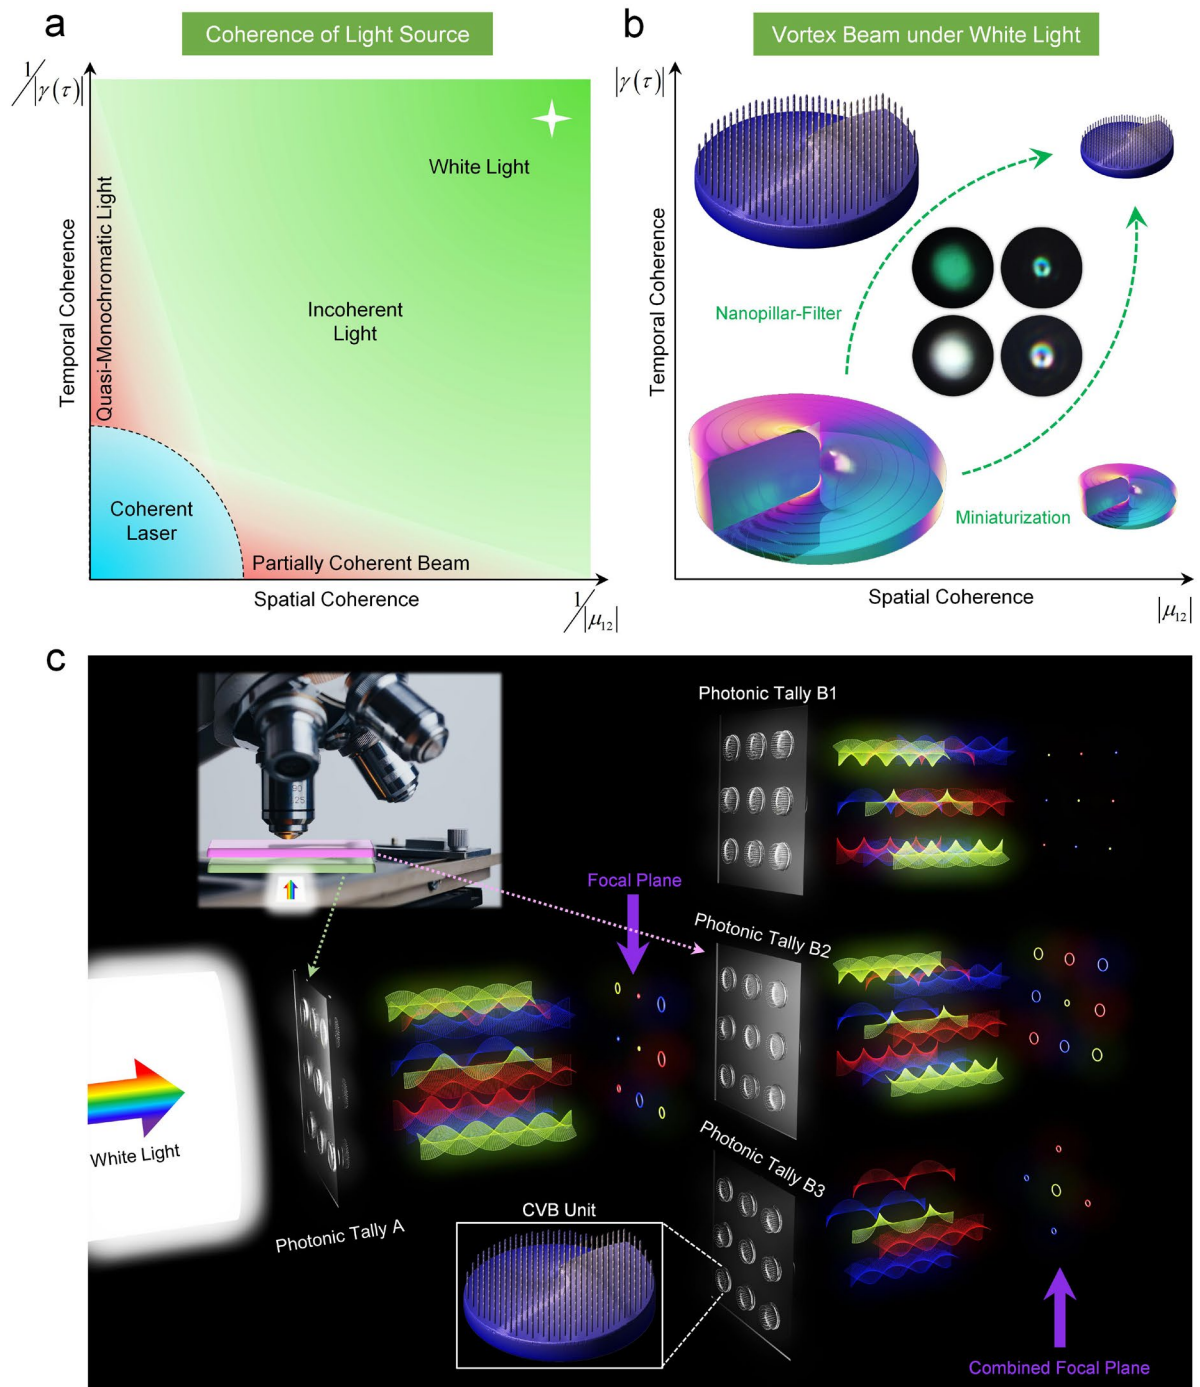 a
Coherence of Light Source
1/|γ(τ)|
Temporal Coherence
Quasi-Monochromatic Light
White Light
Incoherent
Light
Coherent
Laser
Partially Coherent Beam
Spatial Coherence
1/|μ₁₂|
b
Vortex Beam under White Light
|γ(τ)|
Temporal Coherence
Nanopillar-Filter
Miniaturization
Spatial Coherence
|μ₁₂|
c
Photonic Tally B1
Focal Plane
Photonic Tally B2
White Light
Photonic Tally A
Photonic Tally B3
CVB Unit
Combined Focal Plane